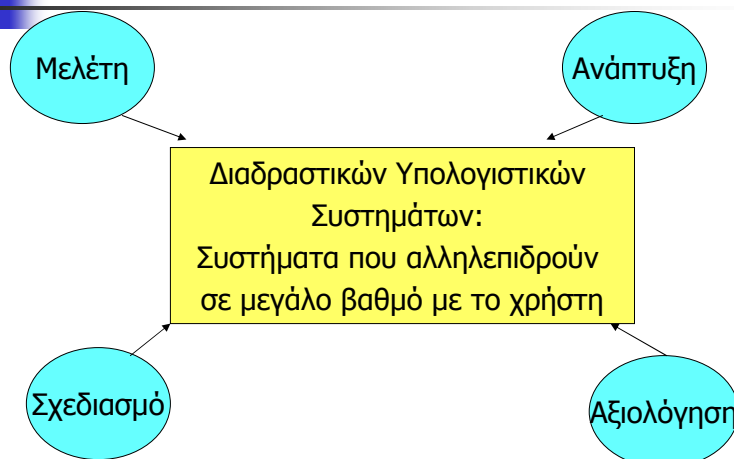 Μελέτη
Ανάπτυξη
Διαδραστικών Υπολογιστικών
Συστημάτων:
Συστήματα που αλληλεπιδρούν
σε μεγάλο βαθμό με το χρήστη
Σχεδιασμό
Αξιολόγηση